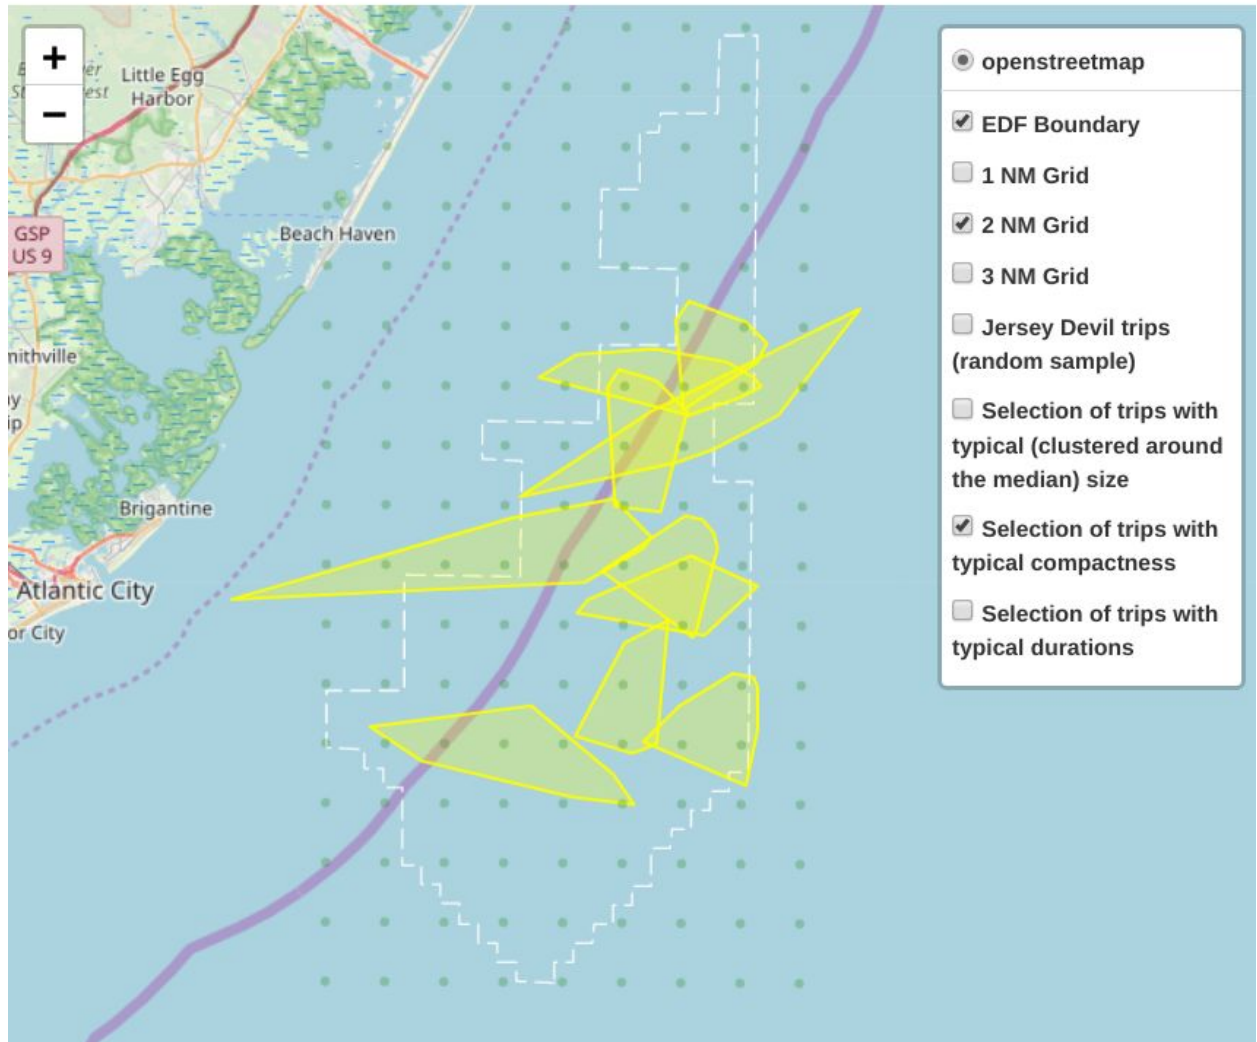 +
−
Little Egg
Harbor
GSP
US 9
Beach Haven
mithville
Brigantine
Atlantic City
or City
openstreetmap
EDF Boundary
1 NM Grid
2 NM Grid
3 NM Grid
Jersey Devil trips
(random sample)
Selection of trips with
typical (clustered around
the median) size
Selection of trips with
typical compactness
Selection of trips with
typical durations